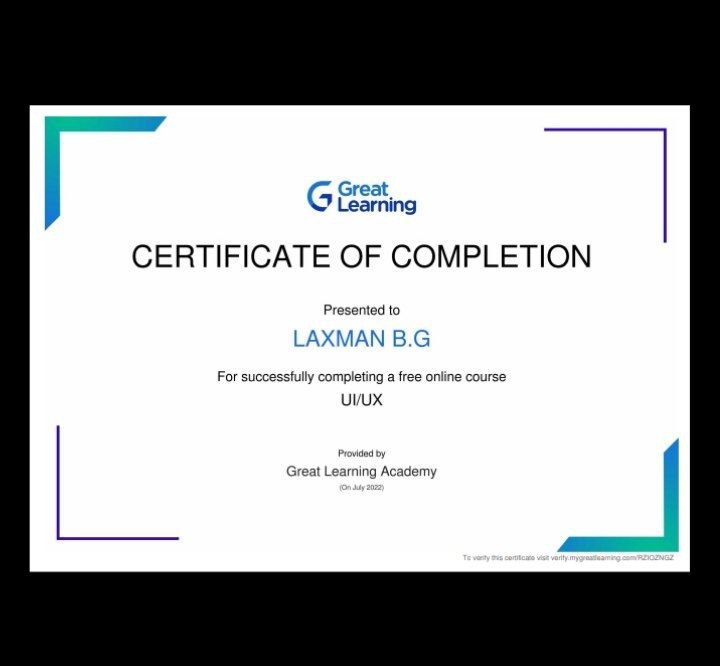 Great
Learning
CERTIFICATE OF COMPLETION
Presented to
LAXMAN B.G
For successfully completing a free online course
UI/UX
Provided by
Great Learning Academy
(On July 2022)
To verify this certificate visit verify.mygreatlearning.com/RZIOZNGZ